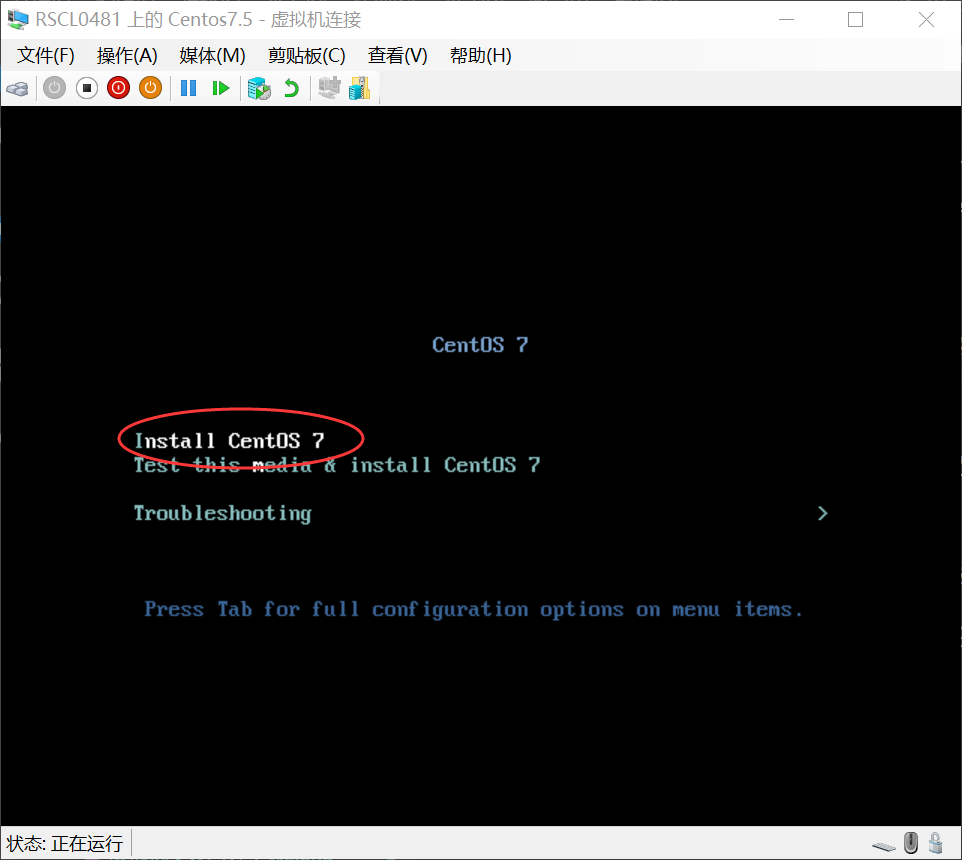 RSCL0481 上的 Centos7.5 - 虚拟机连接
文件(F) 操作(A) 媒体(M) 剪贴板(C) 查看(V) 帮助(H)
CentOS 7
Install CentOS 7
Test this media & install CentOS 7
Troubleshooting >
Press Tab for full configuration options on menu items.
状态: 正在运行